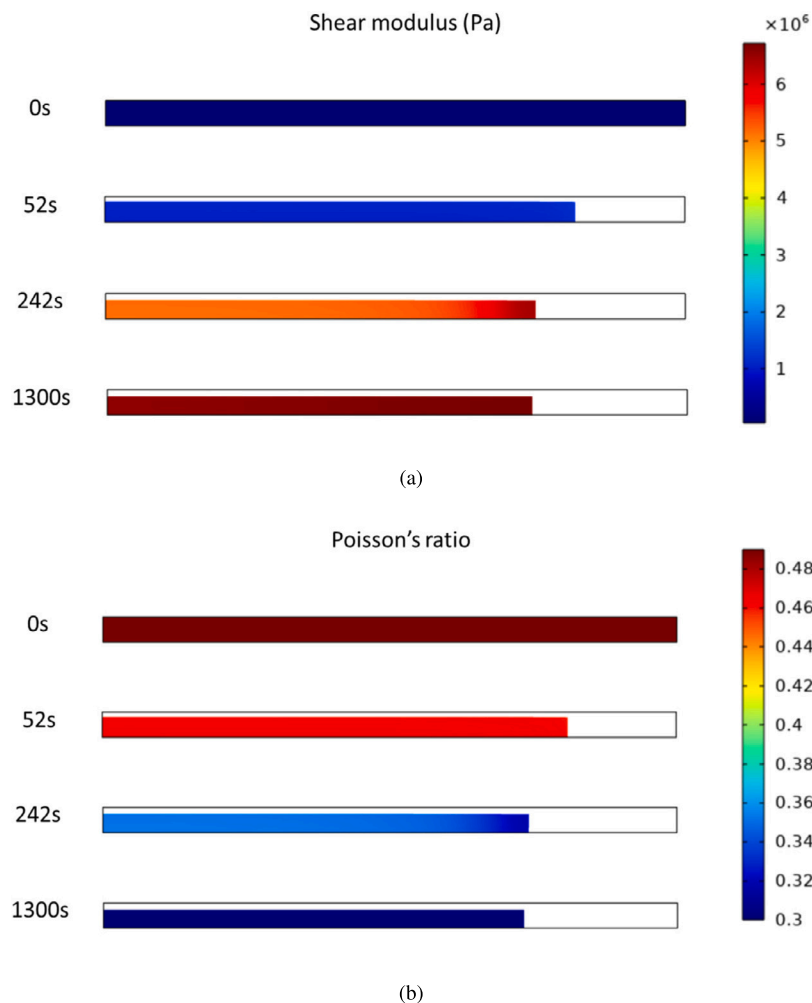 Shear modulus (Pa)
×10⁶
0s
6
52s
5
4
242s
3
2
1300s
1
(a)
Poisson's ratio
0s
0.48
0.46
0.44
52s
0.42
0.4
0.38
242s
0.36
0.34
1300s
0.32
0.3
(b)